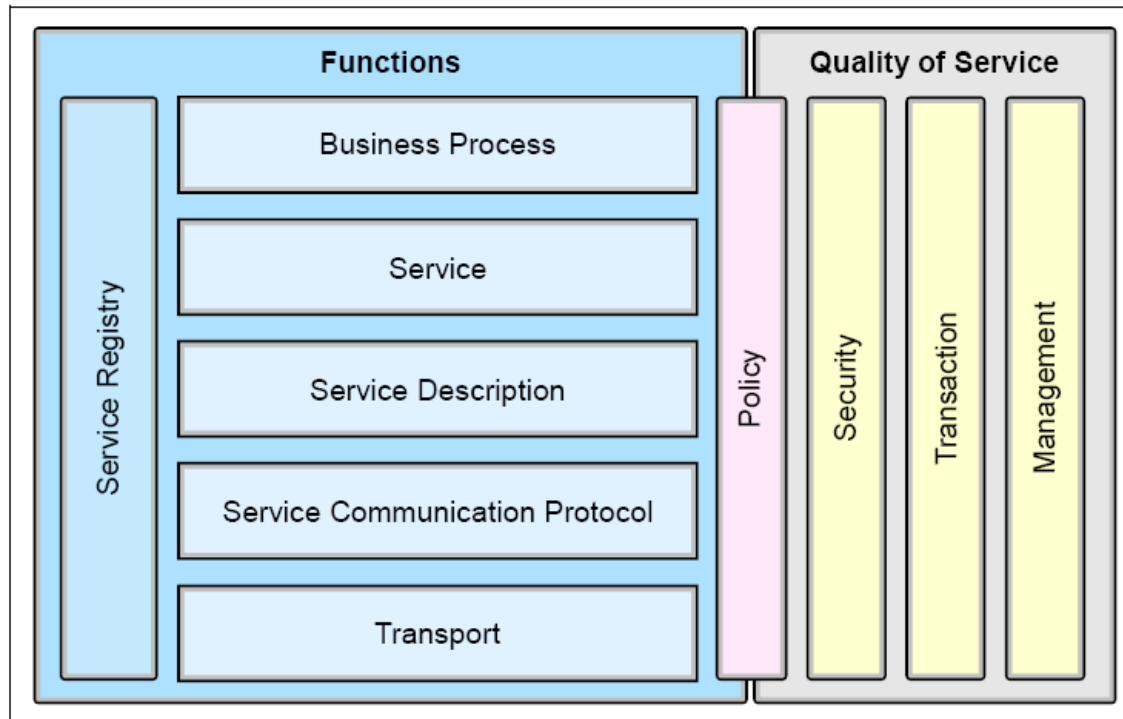 Functions
Quality of Service
Service Registry
Business Process
Service
Service Description
Service Communication Protocol
Transport
Policy
Security
Transaction
Management